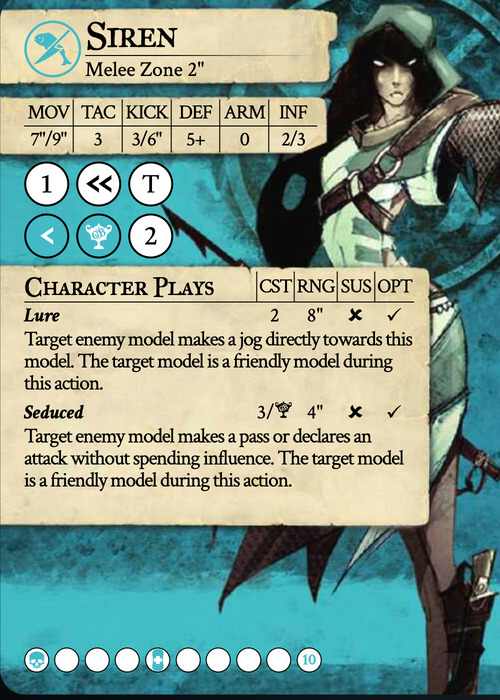 SIREN
Melee Zone 2"
MOV TAC KICK DEF ARM INF
7"/9" 3 3/6" 5+ 0 2/3
1 << T
< GB 2
CHARACTER PLAYS CST RNG SUS OPT
Lure 2 8" ✘ ✓
Target enemy model makes a jog directly towards this
model. The target model is a friendly model during
this action.
Seduced 3/ 4" ✘ ✓
Target enemy model makes a pass or declares an
attack without spending influence. The target model
is a friendly model during this action.
10